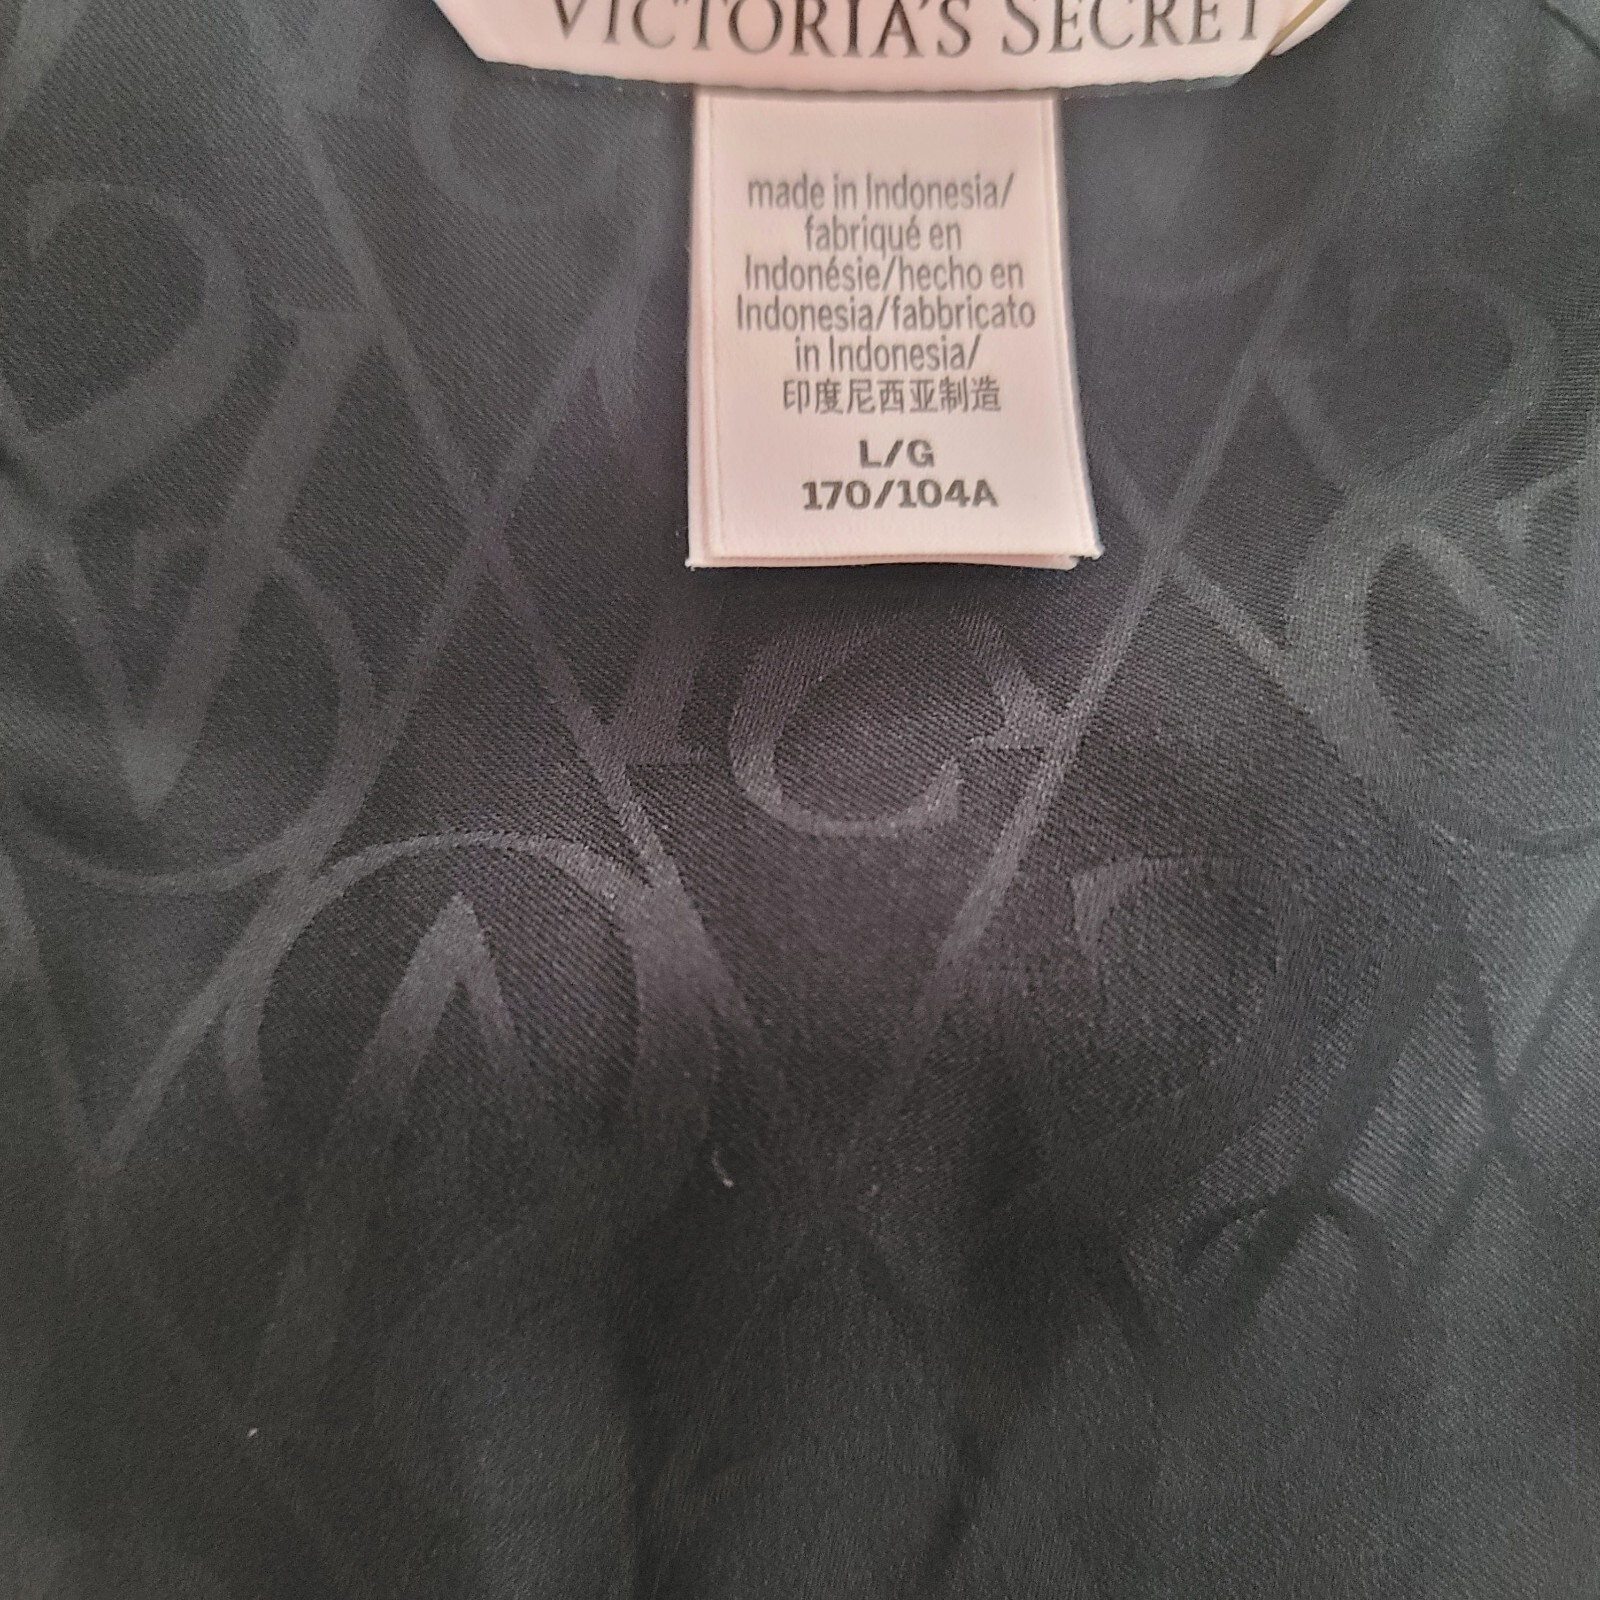 VICTORIA'S SECRET
made in Indonesia/
fabriqué en
Indonésie/hecho en
Indonesia/fabbricato
in Indonesia/
印度尼西亚制造
L/G
170/104A